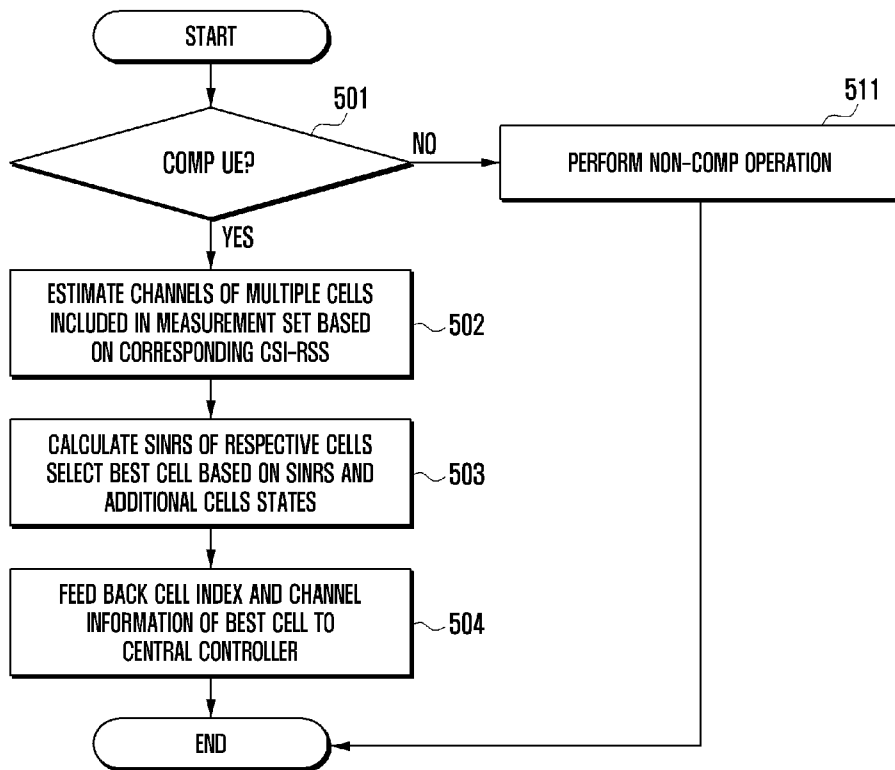 START
501
COMP UE?
NO
511
PERFORM NON-COMP OPERATION
YES
ESTIMATE CHANNELS OF MULTIPLE CELLS
INCLUDED IN MEASUREMENT SET BASED
ON CORRESPONDING CSI-RSS
502
CALCULATE SINRS OF RESPECTIVE CELLS
SELECT BEST CELL BASED ON SINRS AND
ADDITIONAL CELLS STATES
503
FEED BACK CELL INDEX AND CHANNEL
INFORMATION OF BEST CELL TO
CENTRAL CONTROLLER
504
END